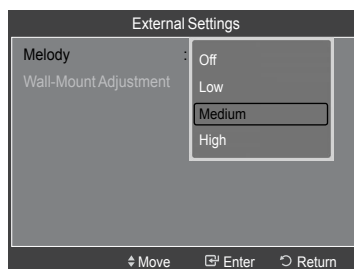 External Settings
Melody :
Off
Wall-Mount Adjustment
Low
Medium
High
Move Enter Return